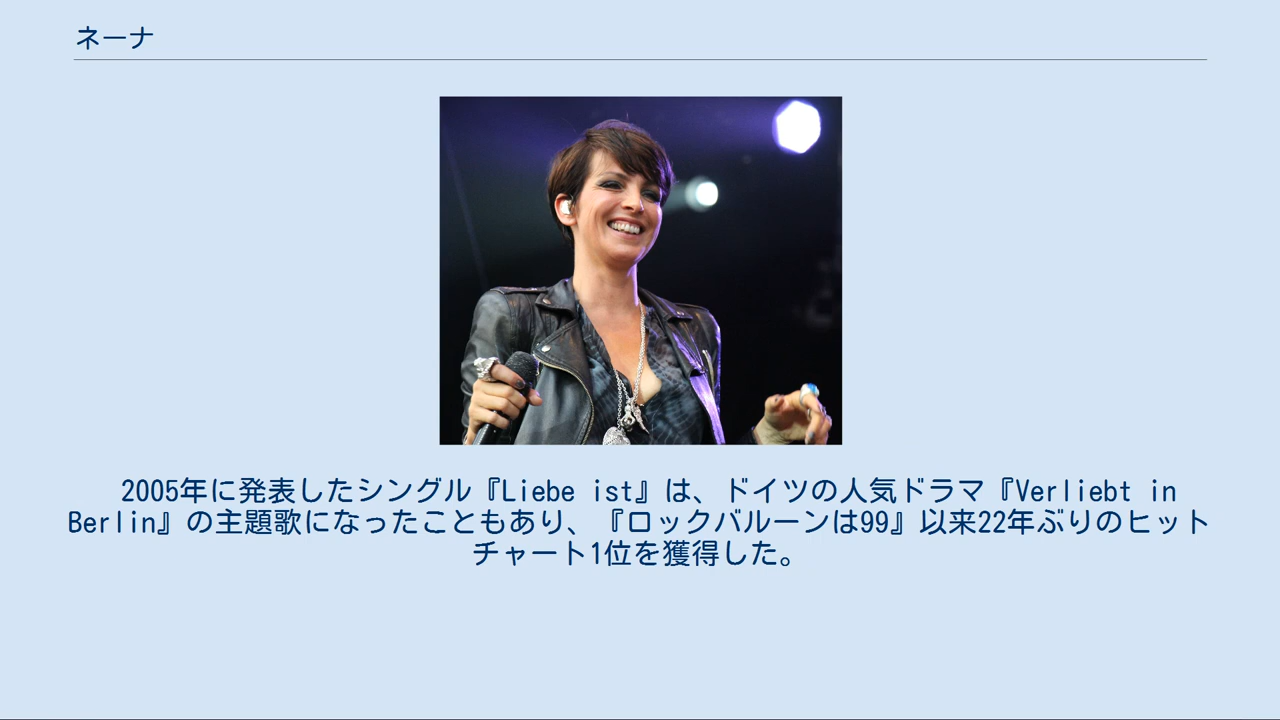 ネーナ
2005年に発表したシングル『Liebe ist』は、ドイツの人気ドラマ『Verliebt in
Berlin』の主題歌になったこともあり、『ロックバルーンは99』以来22年ぶりのヒット
チャート1位を獲得した。